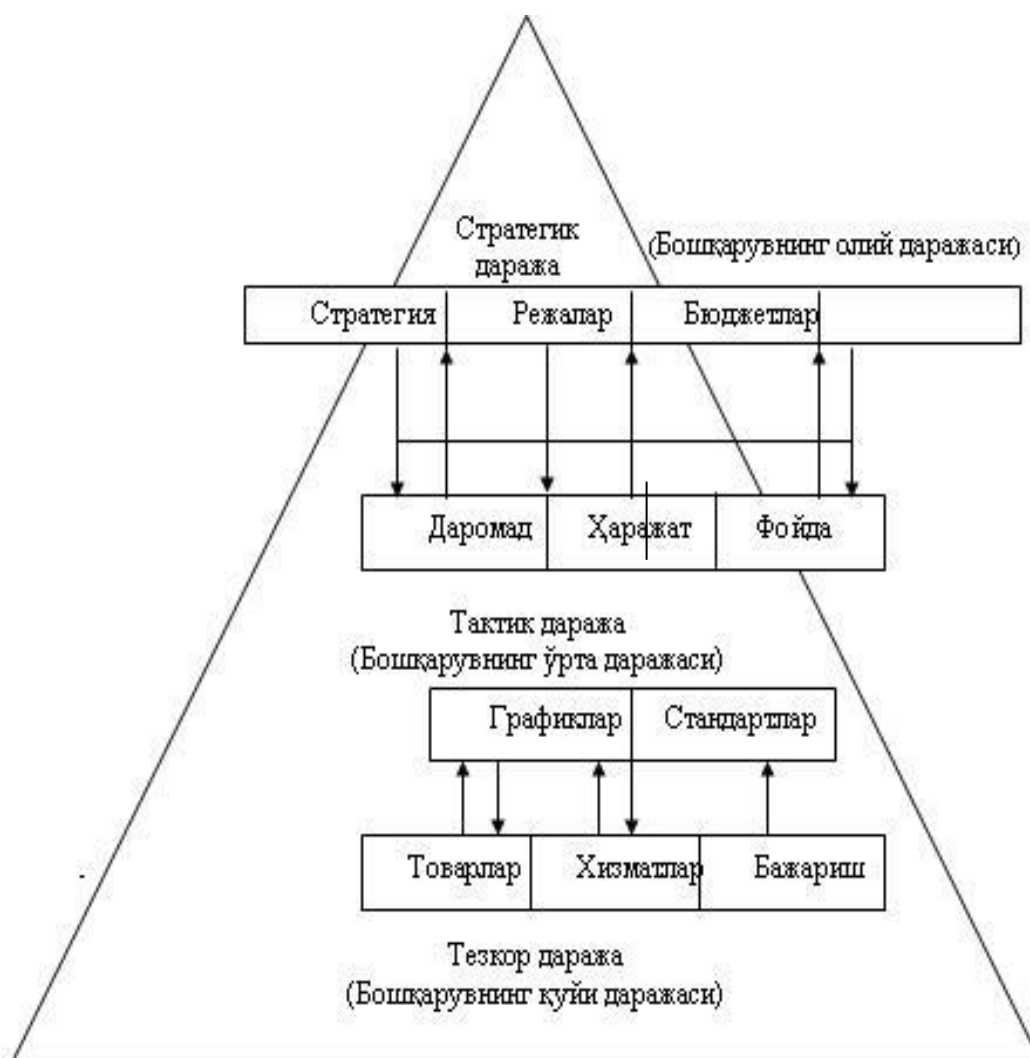 Стратегик
даража
(Бошқарувнинг олий даражаси)
Стратегия Режалар Бюджетлар
Даромад Ҳаражат Фойда
Тактик даража
(Бошқарувнинг ўрта даражаси)
Графиклар Стандартлар
Товарлар Хизматлар Бажариш
Тезкор даража
(Бошқарувнинг қуйи даражаси)